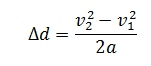 Δd = (v₂² − v₁²) / 2a